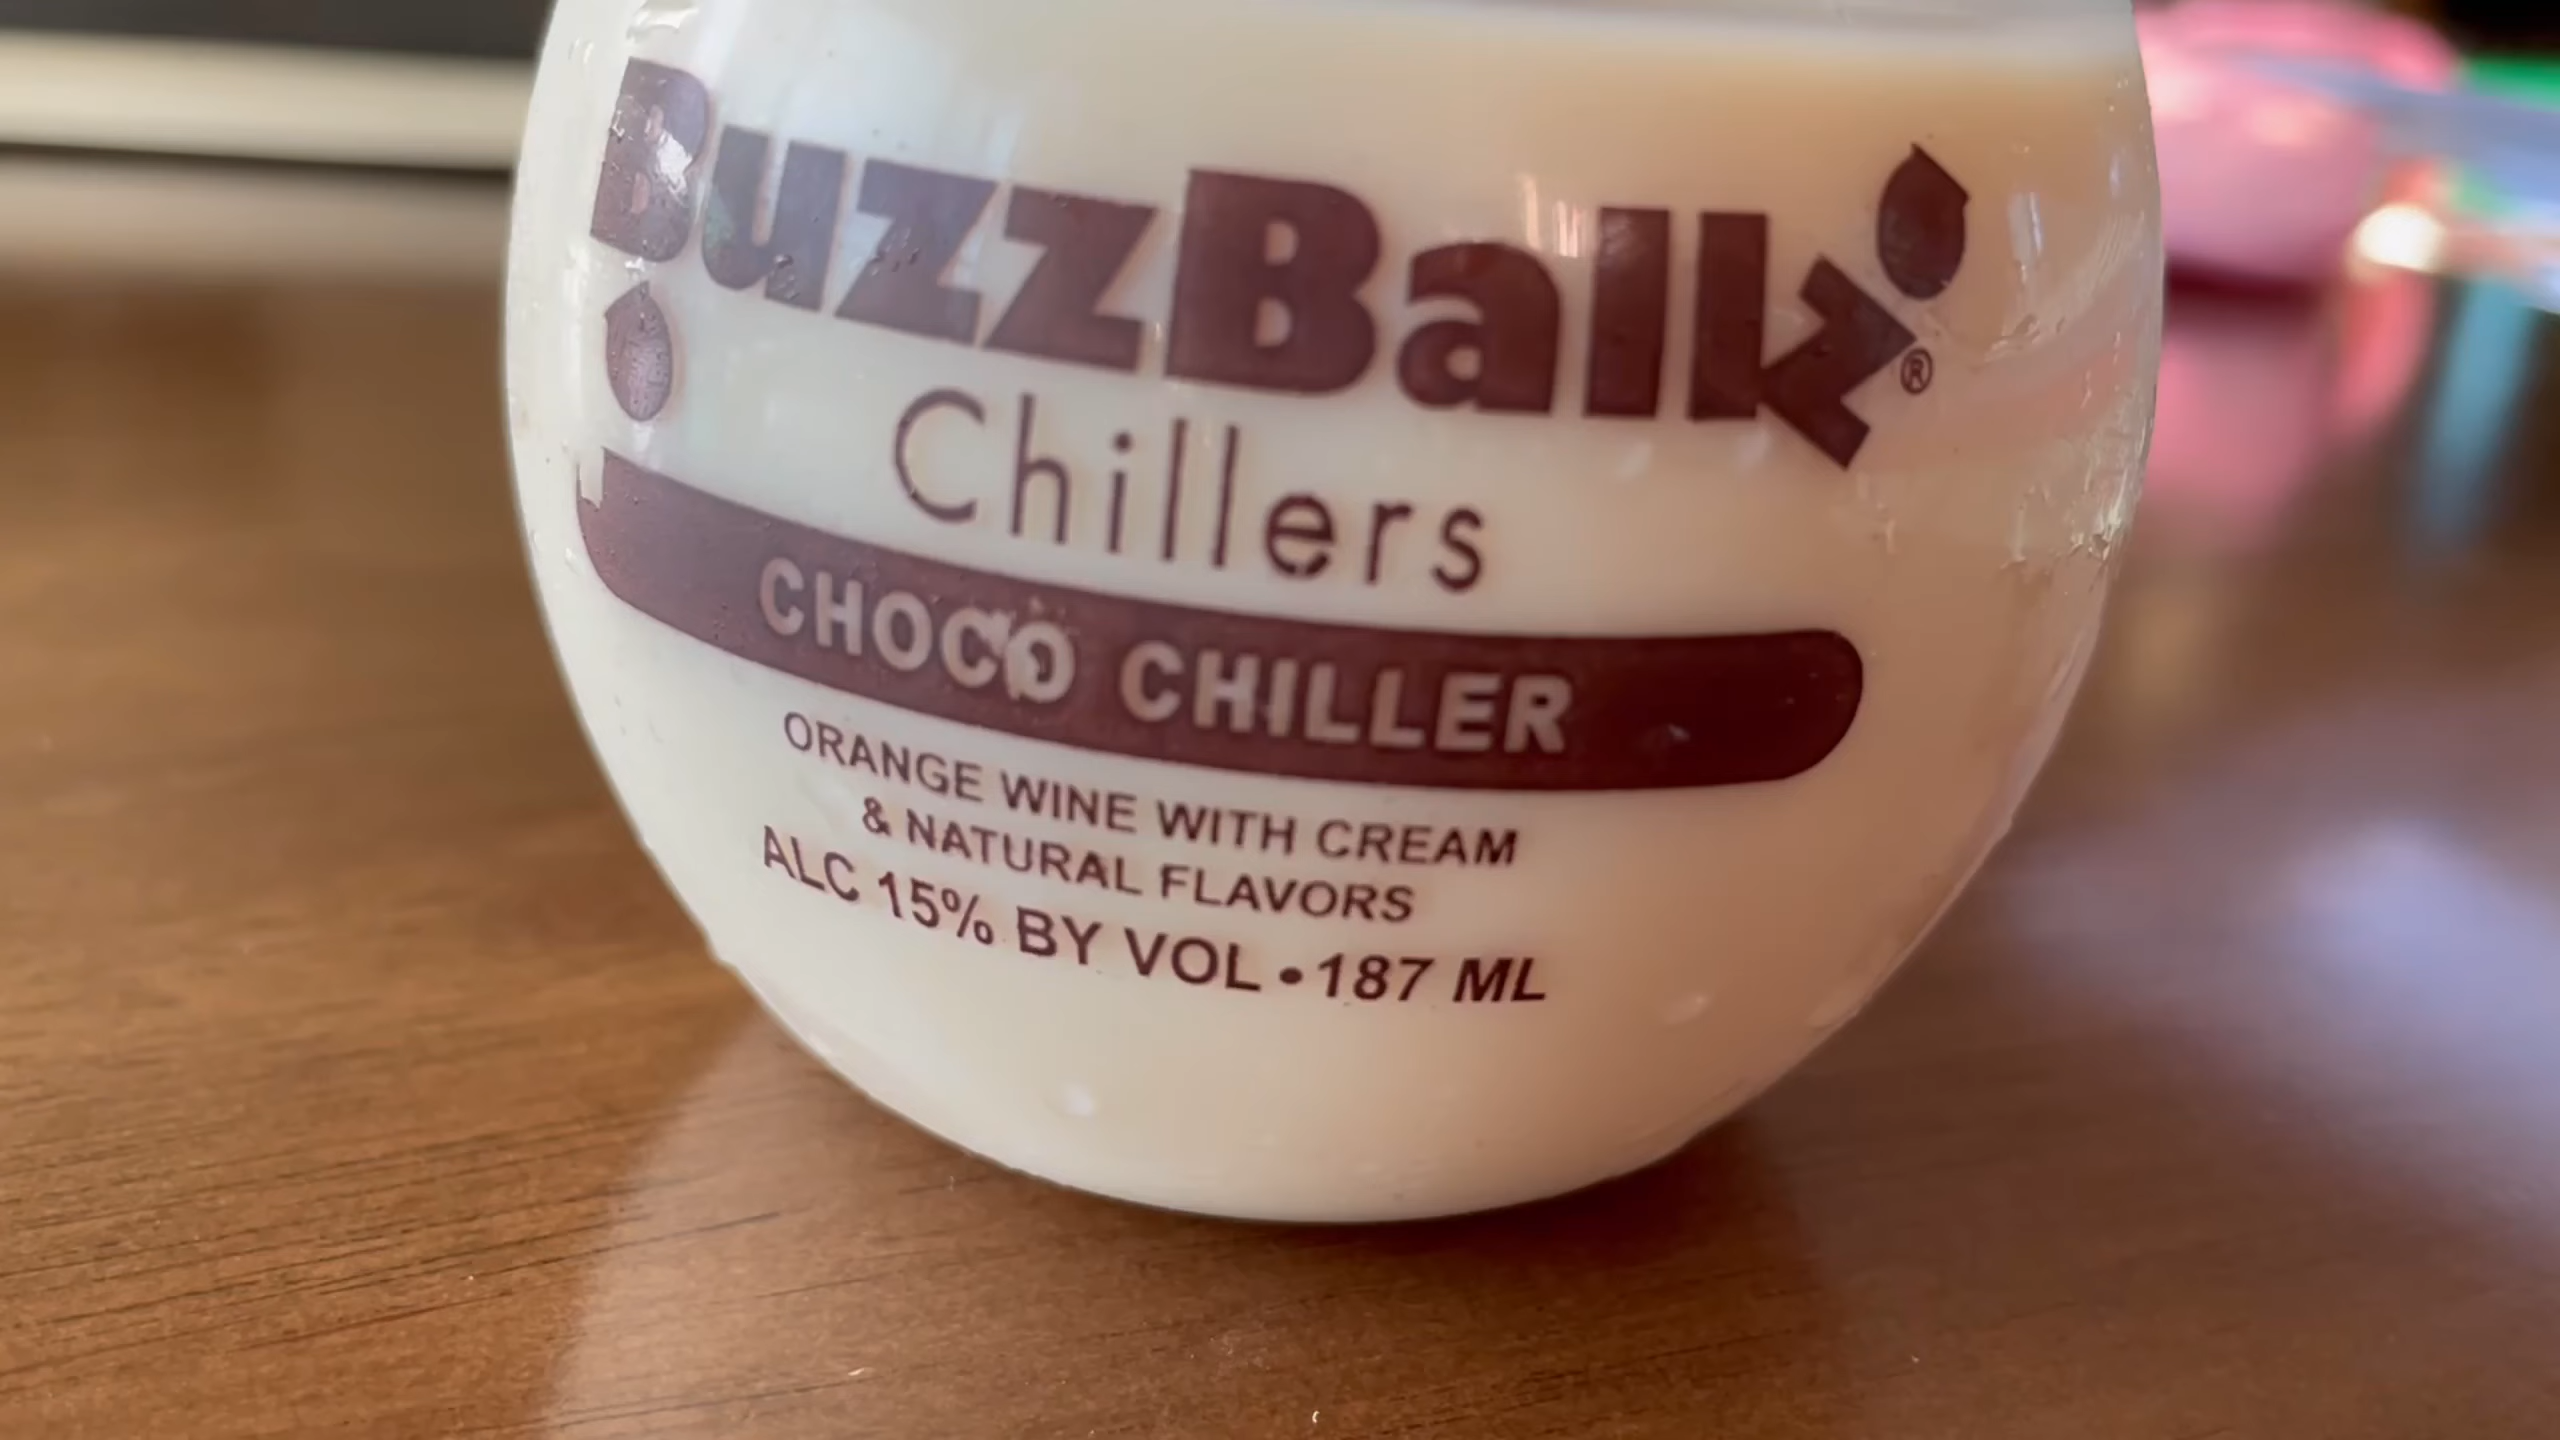 BuzzBallz®
Chillers
CHOCO CHILLER
ORANGE WINE WITH CREAM
& NATURAL FLAVORS
ALC 15% BY VOL • 187 ML